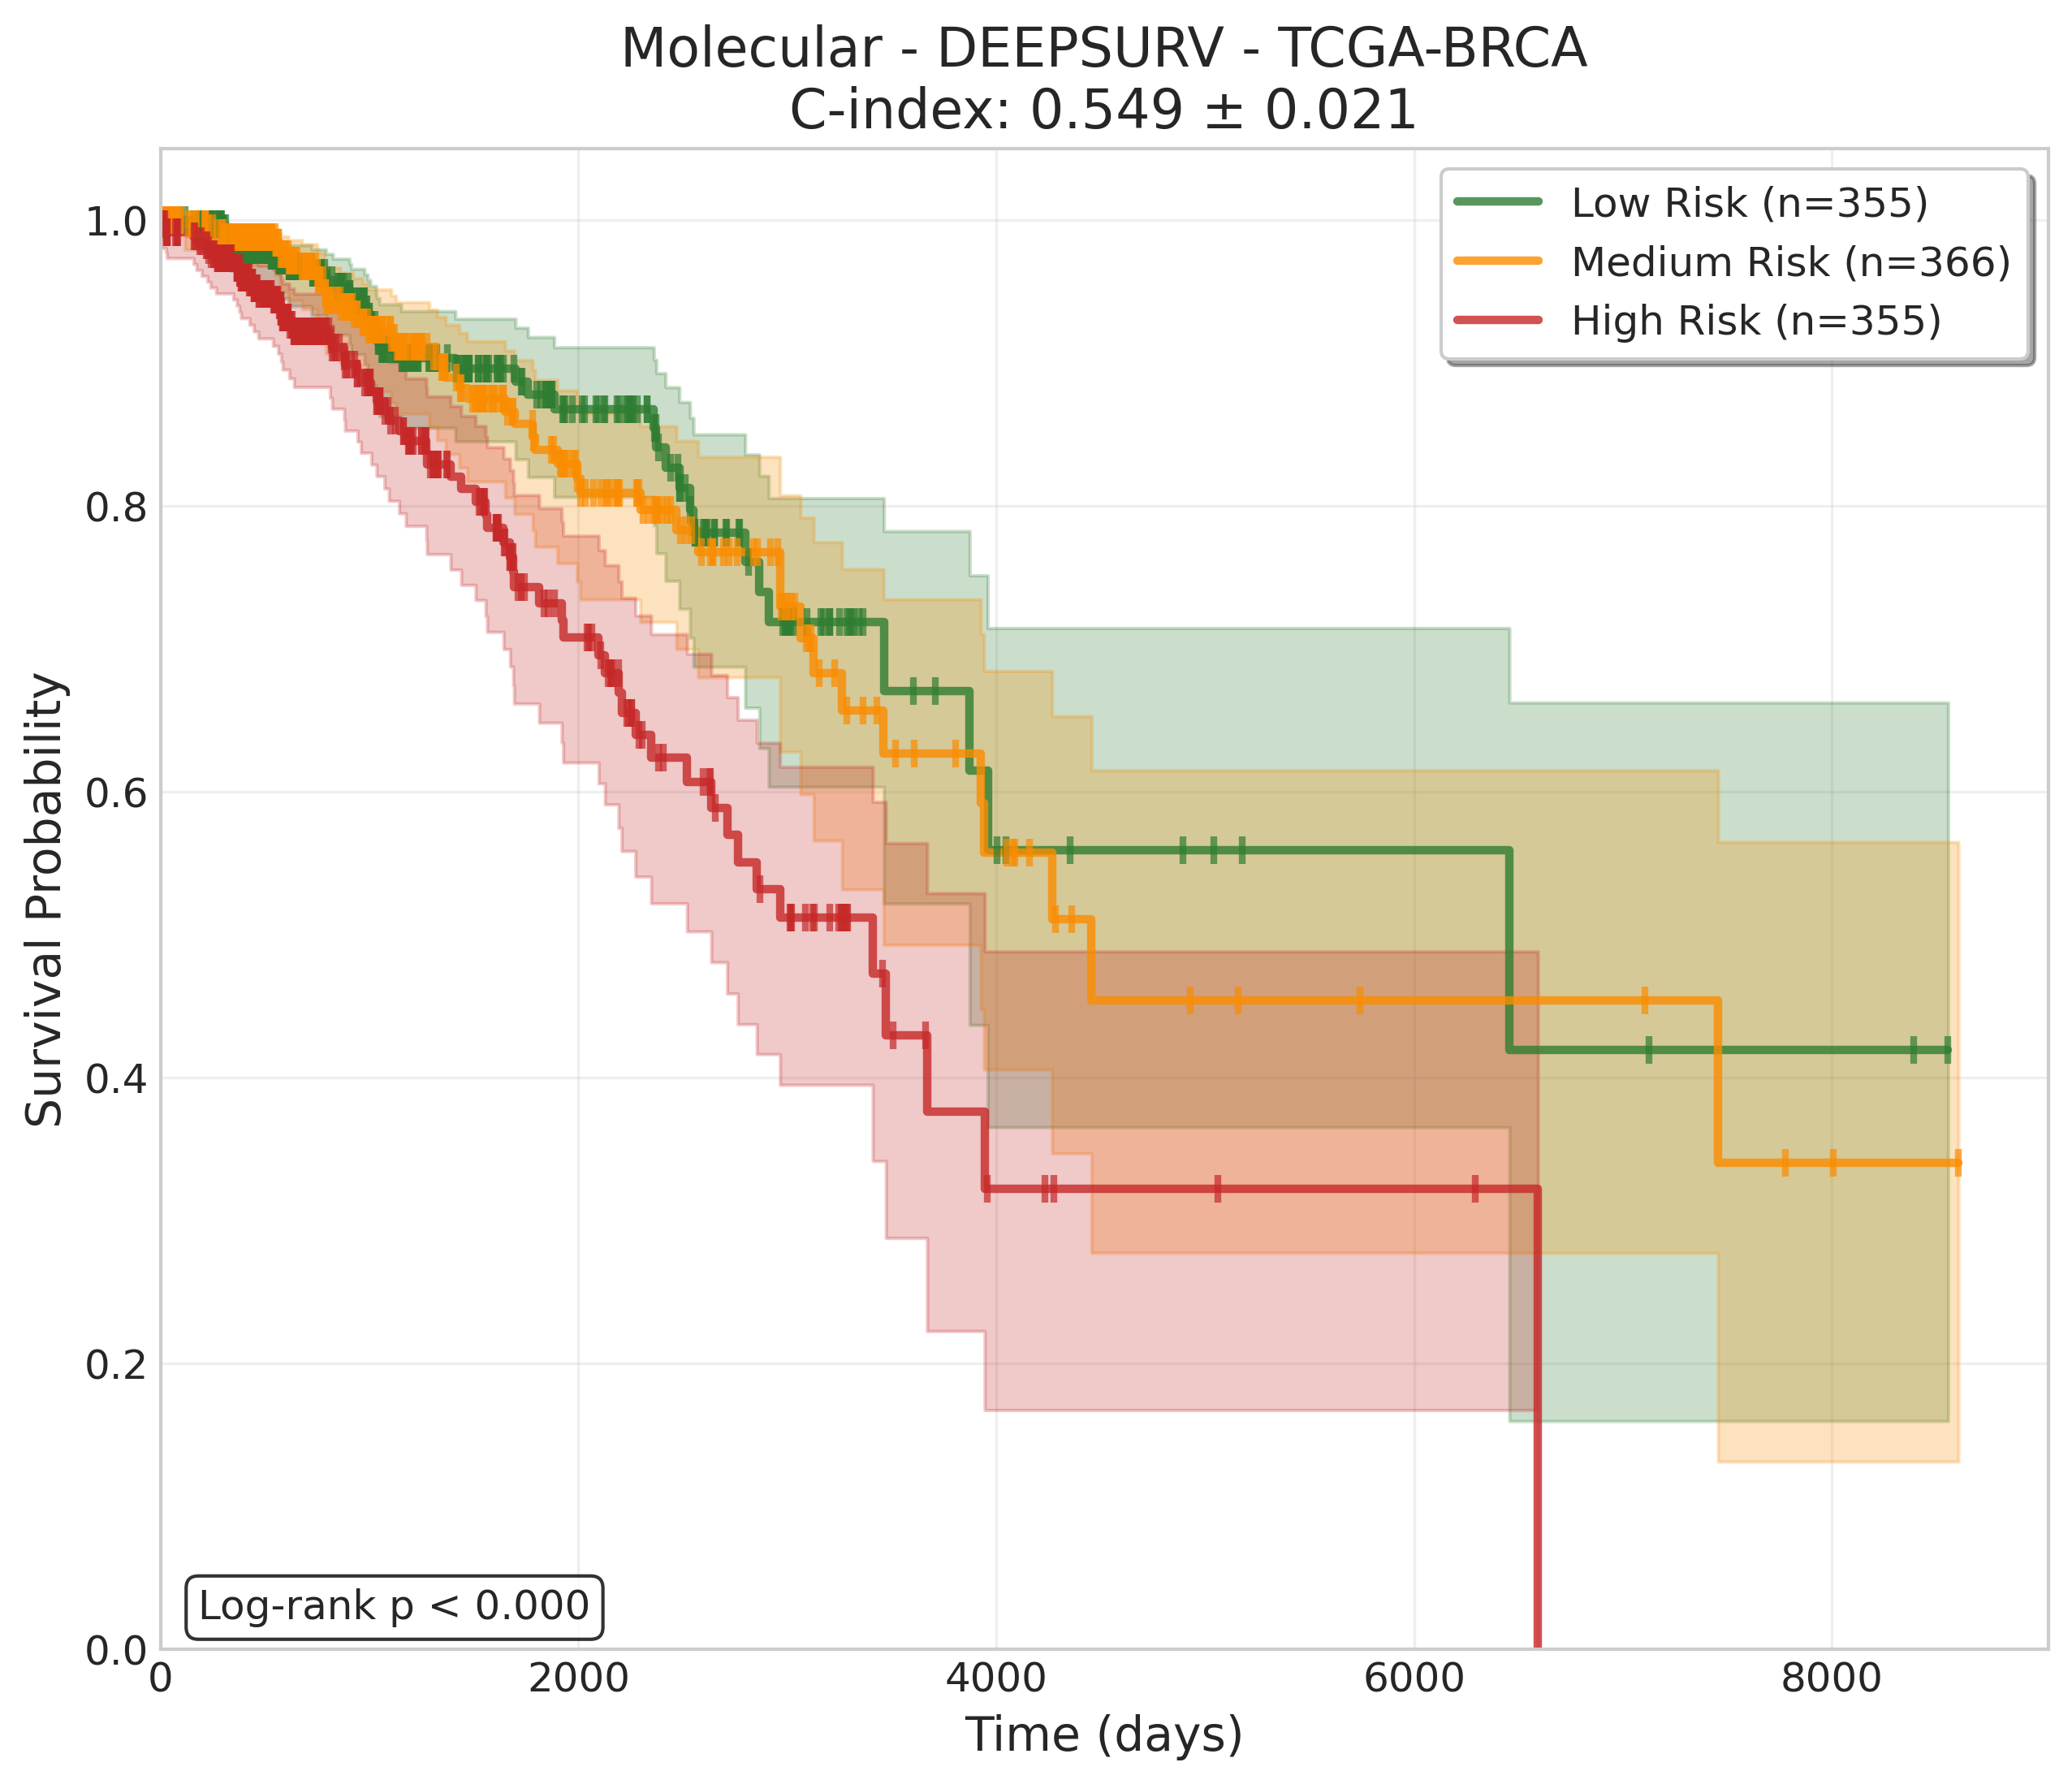 Molecular - DEEPSURV - TCGA-BRCA
C-index: 0.549 ± 0.021
Low Risk (n=355)
Medium Risk (n=366)
High Risk (n=355)
Survival Probability
1.0
0.8
0.6
0.4
0.2
0.0
Log-rank p < 0.000
0 2000 4000 6000 8000
Time (days)